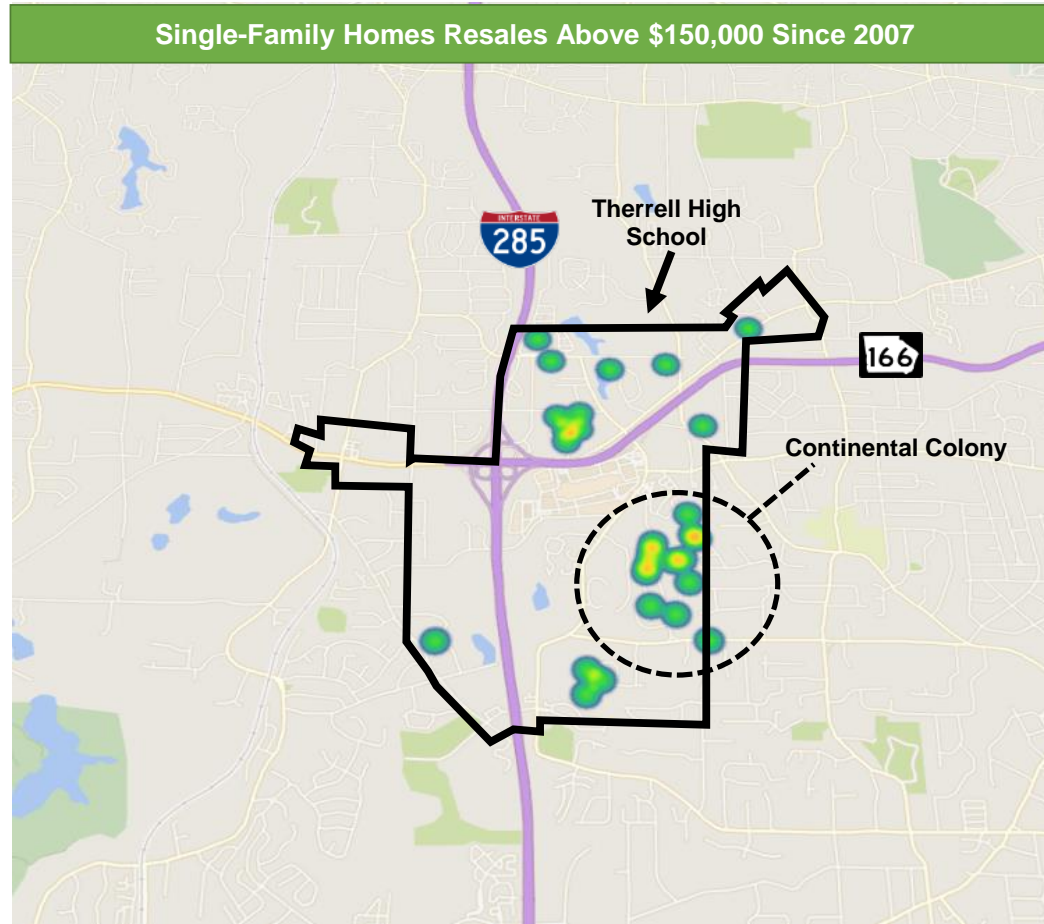 Single-Family Homes Resales Above $150,000 Since 2007
INTERSTATE
285
Therrell High
School
166
Continental Colony